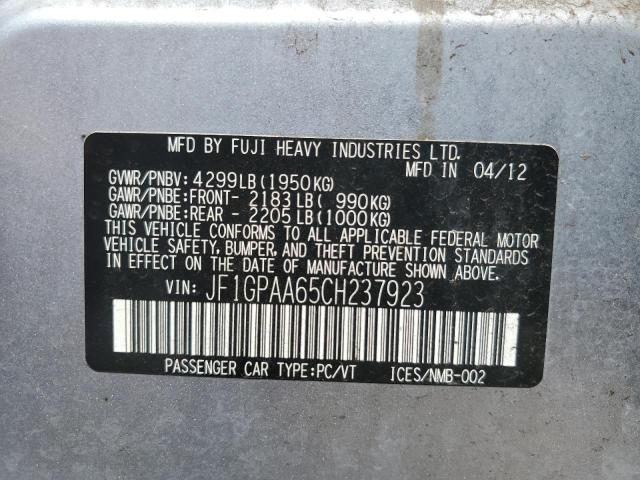 MFD BY FUJI HEAVY INDUSTRIES LTD.
MFD IN 04/12
GVWR/PNBV: 4299LB(1950KG)
GAWR/PNBE:FRONT- 2183LB( 990KG)
GAWR/PNBE:REAR - 2205LB(1000KG)
THIS VEHICLE CONFORMS TO ALL APPLICABLE FEDERAL MOTOR
VEHICLE SAFETY, BUMPER, AND THEFT PREVENTION STANDARDS
IN EFFECT ON THE DATE OF MANUFACTURE SHOWN ABOVE.
VIN: JF1GPAA65CH237923
PASSENGER CAR TYPE:PC/VT ICES/NMB-002